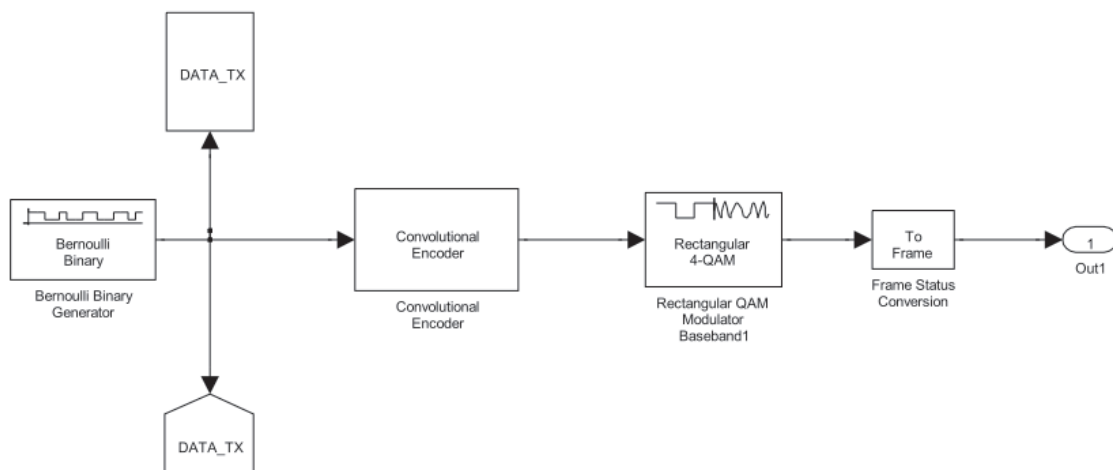 DATA_TX
Bernoulli
Binary
Bernoulli Binary
Generator
Convolutional
Encoder
Convolutional
Encoder
Rectangular
4-QAM
Rectangular QAM
Modulator
Baseband1
To
Frame
Frame Status
Conversion
1
Out1
DATA_TX